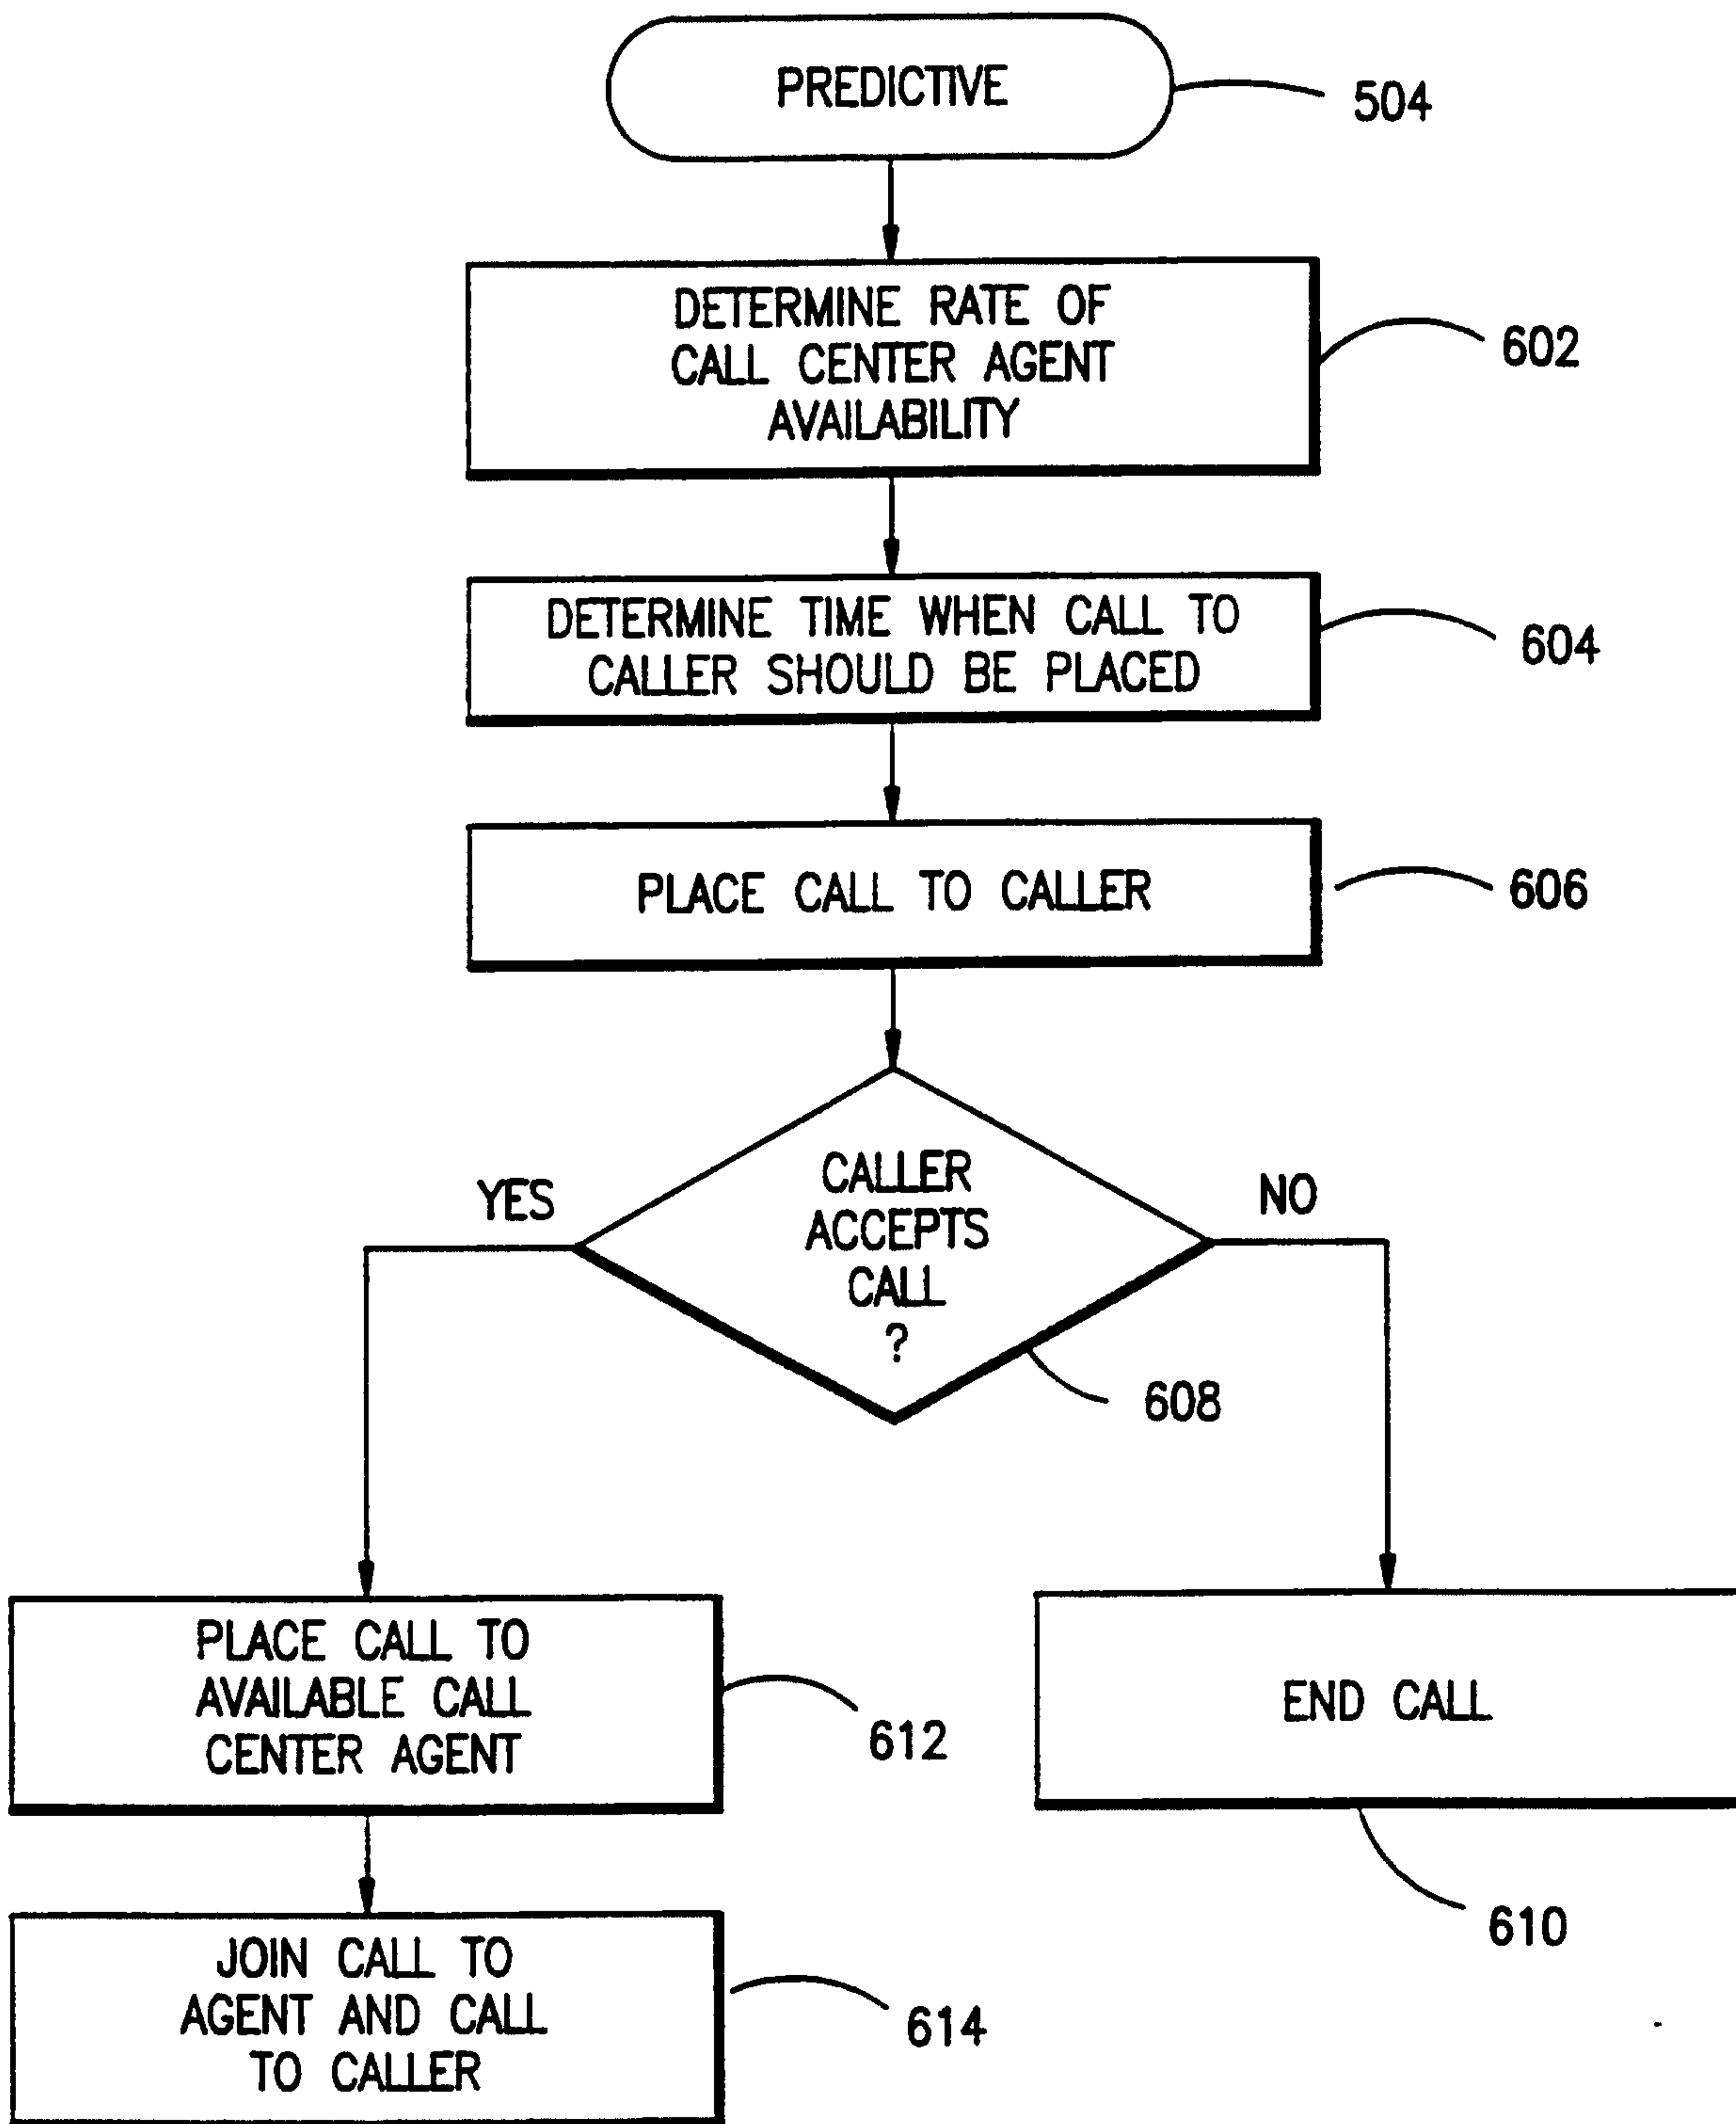 PREDICTIVE
504
DETERMINE RATE OF
CALL CENTER AGENT
AVAILABILITY
602
DETERMINE TIME WHEN CALL TO
CALLER SHOULD BE PLACED
604
PLACE CALL TO CALLER
606
YES
CALLER
ACCEPTS
CALL
?
NO
608
PLACE CALL TO
AVAILABLE CALL
CENTER AGENT
612
END CALL
610
JOIN CALL TO
AGENT AND CALL
TO CALLER
614